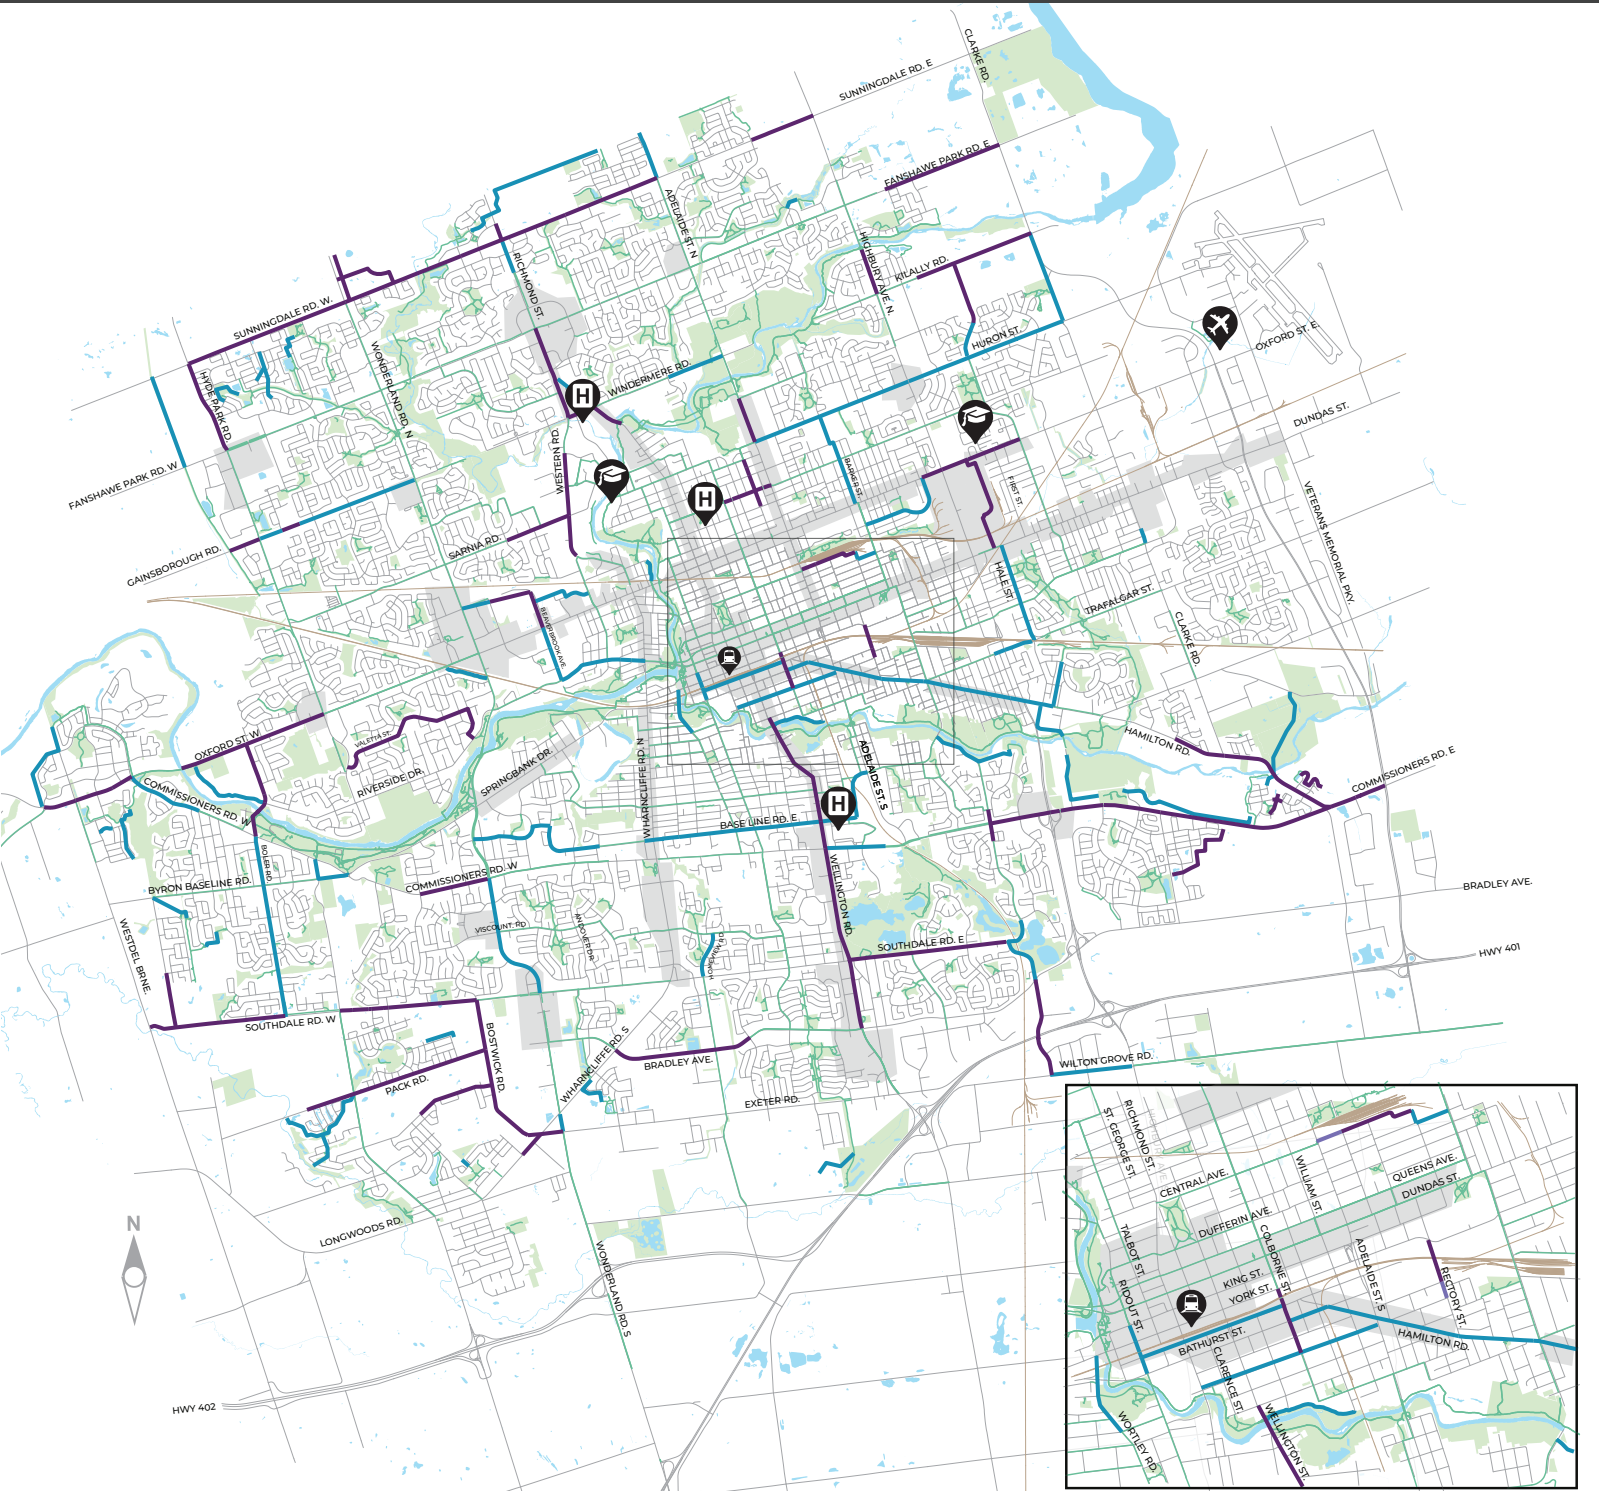 CLARKE RD.
SUNNINGDALE RD. E
FANSHAWE PARK RD. E
ADELAIDE ST. N
HIGHBURY AVE. N.
KILALLY RD.
RICHMOND ST.
SUNNINGDALE RD. W.
HURON ST.
OXFORD ST. E.
WONDERLAND RD. N
HYDE PARK RD.
H
WINDERMERE RD.
DUNDAS ST.
WESTERN RD.
FANSHAWE PARK RD. W
BARKER ST.
FIRST ST.
H
VETERANS MEMORIAL PKY.
GAINSBOROUGH RD.
SARNIA RD.
HALE ST.
TRAFALGAR ST.
BEAVERBROOK AVE.
CLARKE RD.
OXFORD ST. W
VALETTA ST.
RIVERSIDE DR.
SPRINGBANK DR.
WHARNCLIFFE RD. N
ADELAIDE ST. S
HAMILTON RD.
COMMISSIONERS RD. E
COMMISSIONERS RD. W
H
BASE LINE RD. E.
BOLER RD.
BYRON BASELINE RD.
COMMISSIONERS RD. W
WELLINGTON RD.
BRADLEY AVE.
WESTDEL BRNE.
VISCOUNT. RD
ANDOVER DR.
HOMEVIEW RD.
SOUTHDALE RD. E
HWY 401
SOUTHDALE RD. W
BOSTWICK RD.
WHARNCLIFFE RD. S
BRADLEY AVE.
WILTON GROVE RD.
PACK RD.
EXETER RD.
LONGWOODS RD.
WONDERLAND RD. S
N
HWY 402
ST. GEORGE ST.
RICHMOND ST.
CENTRAL AVE.
WILLIAM ST.
QUEENS AVE.
DUNDAS ST.
DUFFERIN AVE.
TALBOT ST.
COLBORNE ST.
ADELAIDE ST. S
KING ST.
YORK ST.
RIDOUT ST.
RECTORY ST.
BATHURST ST.
HAMILTON RD.
CLARENCE ST.
WORTLEY RD.
WELLINGTON ST.